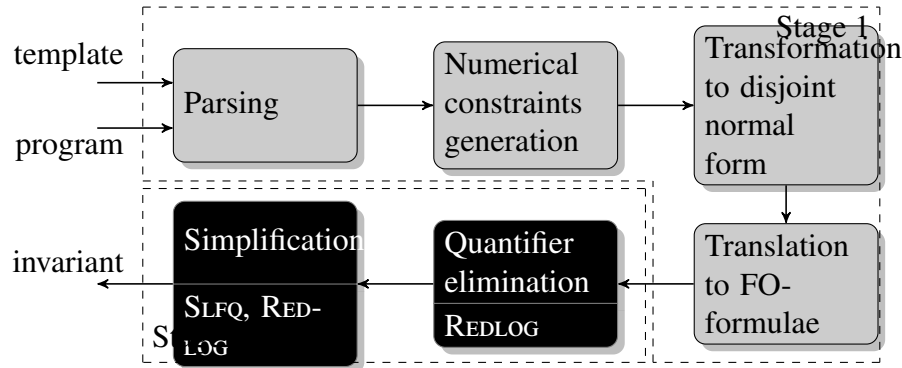 template
program
invariant
Stage 1
Parsing
Numerical
constraints
generation
Transformation
to disjoint
normal
form
Translation
to FO-
formulae
Quantifier
elimination
REDLOG
Simplification
SLFQ, RED-
LOG